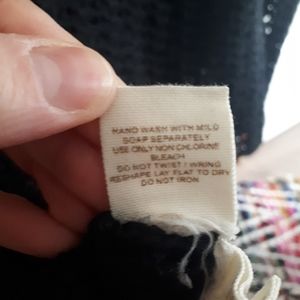 HAND WASH WITH MILD
SOAP SEPARATELY
USE ONLY NON CHLORINE
BLEACH
DO NOT TWIST / WRING
RESHAPE LAY FLAT TO DRY
DO NOT IRON